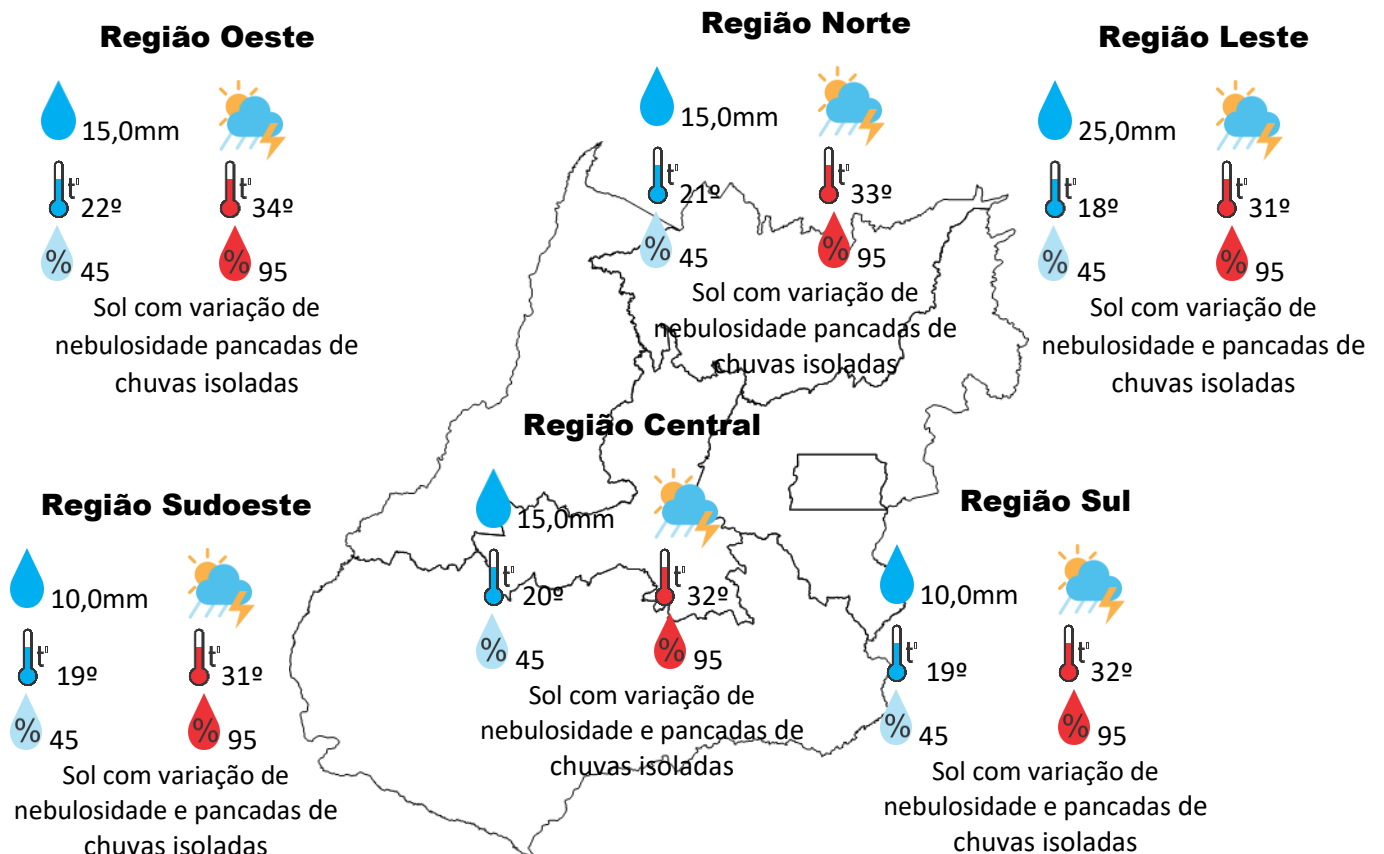 Região Oeste
15,0mm
t°
22º
t°
34º
%
45
%
95
Sol com variação de
nebulosidade pancadas de
chuvas isoladas
Região Norte
15,0mm
t°
21º
t°
33º
%
45
%
95
Sol com variação de
nebulosidade pancadas de
chuvas isoladas
Região Leste
25,0mm
t°
18º
t°
31º
%
45
%
95
Sol com variação de
nebulosidade e pancadas de
chuvas isoladas
Região Central
15,0mm
t°
20º
t°
32º
%
45
%
95
Sol com variação de
nebulosidade e pancadas de
chuvas isoladas
Região Sudoeste
10,0mm
t°
19º
t°
31º
%
45
%
95
Sol com variação de
nebulosidade e pancadas de
chuvas isoladas
Região Sul
10,0mm
t°
19º
t°
32º
%
45
%
95
Sol com variação de
nebulosidade e pancadas de
chuvas isoladas